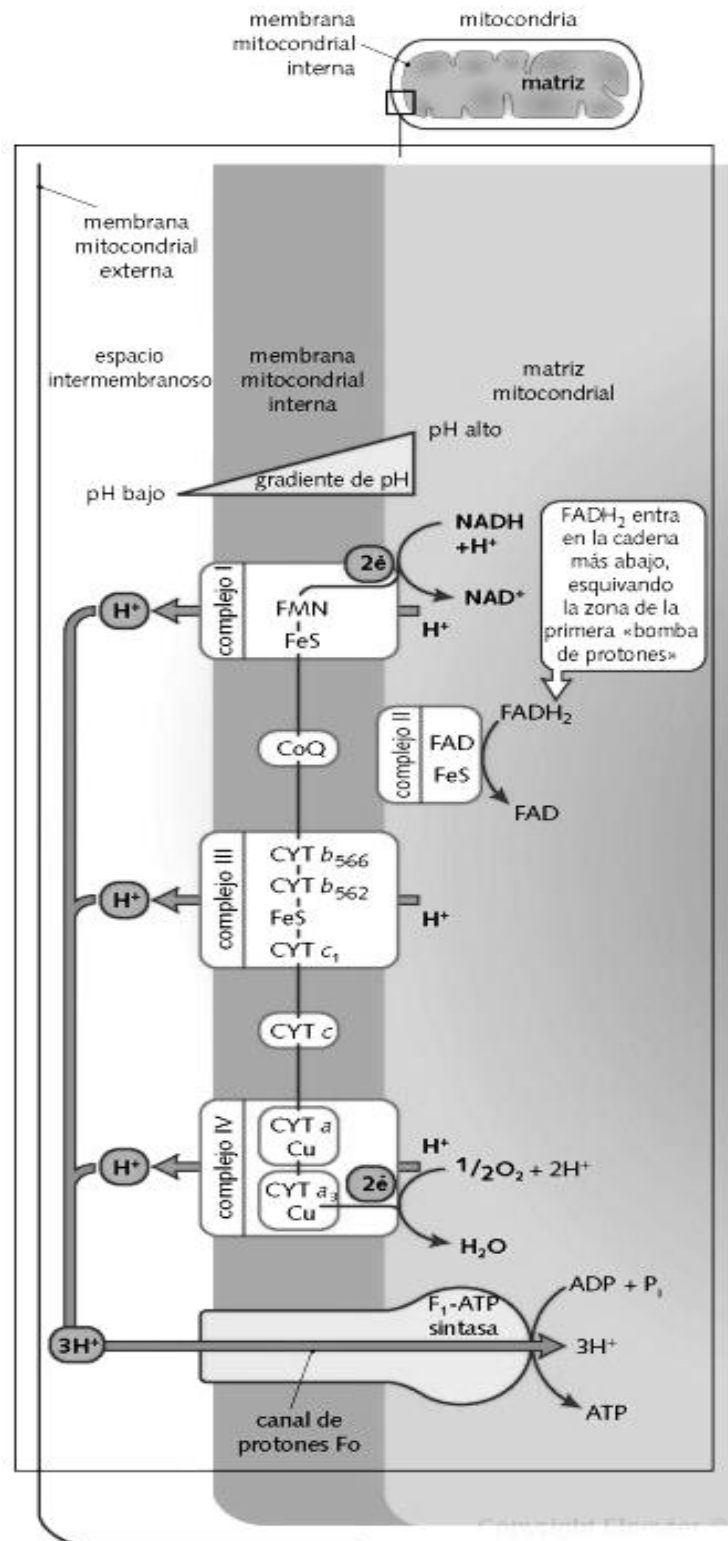 membrana
mitocondrial
interna
mitocondria
matriz
membrana
mitocondrial
externa
espacio
intermembranoso
membrana
mitocondrial
interna
matriz
mitocondrial
pH alto
gradiente de pH
pH bajo
NADH
+H⁺
2é
NAD⁺
FADH₂ entra
en la cadena
más abajo,
esquivando
la zona de la
primera «bomba
de protones»
complejo I
FMN
FeS
H⁺
H⁺
CoQ
complejo II
FAD
FeS
FADH₂
FAD
complejo III
CYT b₅₆₆
CYT b₅₆₂
FeS
CYT c₁
H⁺
H⁺
CYT c
complejo IV
CYT a
Cu
CYT a₃
Cu
2é
H⁺
H⁺
1/2O₂ + 2H⁺
H₂O
F₁-ATP
sintasa
ADP + Pᵢ
3H⁺
3H⁺
ATP
canal de
protones Fo
Copyright Elsevier